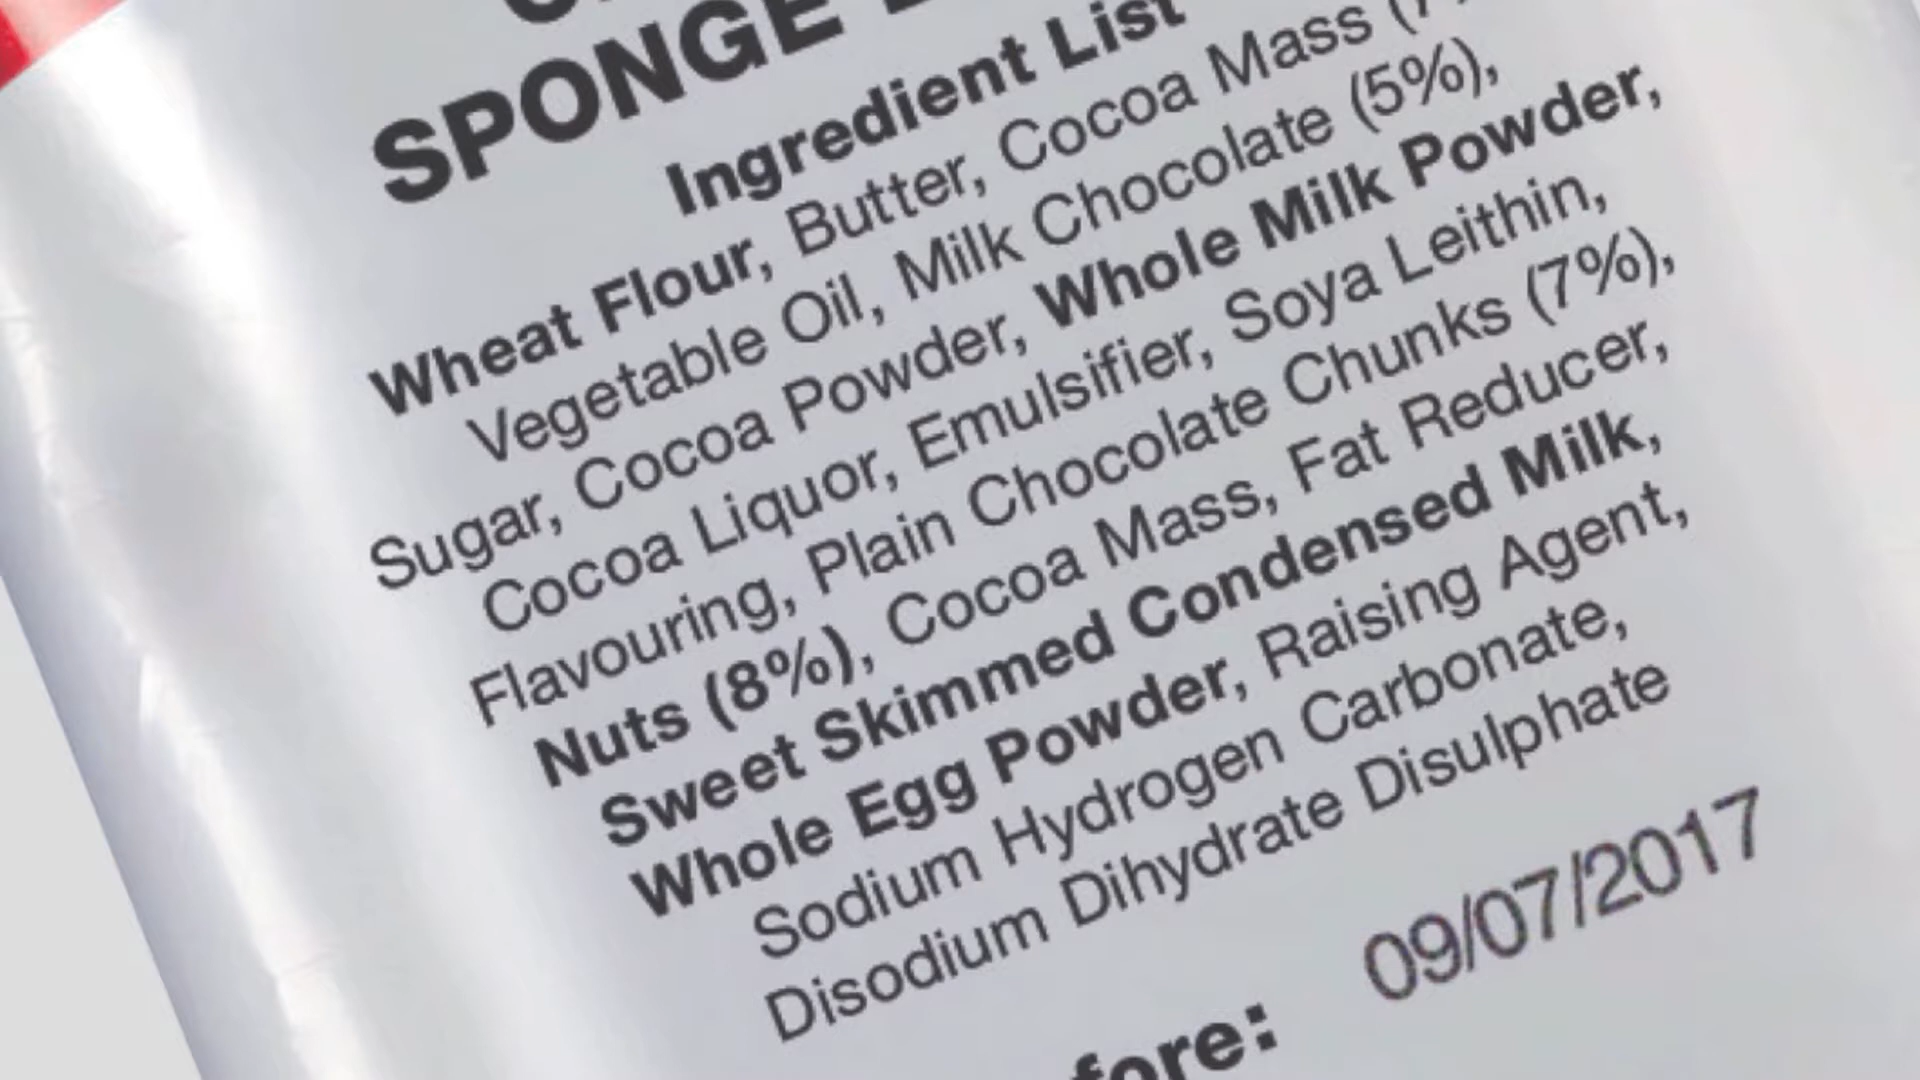 SPONGE
Ingredient List
Wheat Flour, Butter, Cocoa Mass
Vegetable Oil, Milk Chocolate (5%),
Sugar, Cocoa Powder, Whole Milk Powder,
Cocoa Liquor, Emulsifier, Soya Leithin,
Flavouring, Plain Chocolate Chunks (7%),
Nuts (8%), Cocoa Mass, Fat Reducer,
Sweet Skimmed Condensed Milk,
Whole Egg Powder, Raising Agent,
Sodium Hydrogen Carbonate,
Disodium Dihydrate Disulphate
09/07/2017
fore: